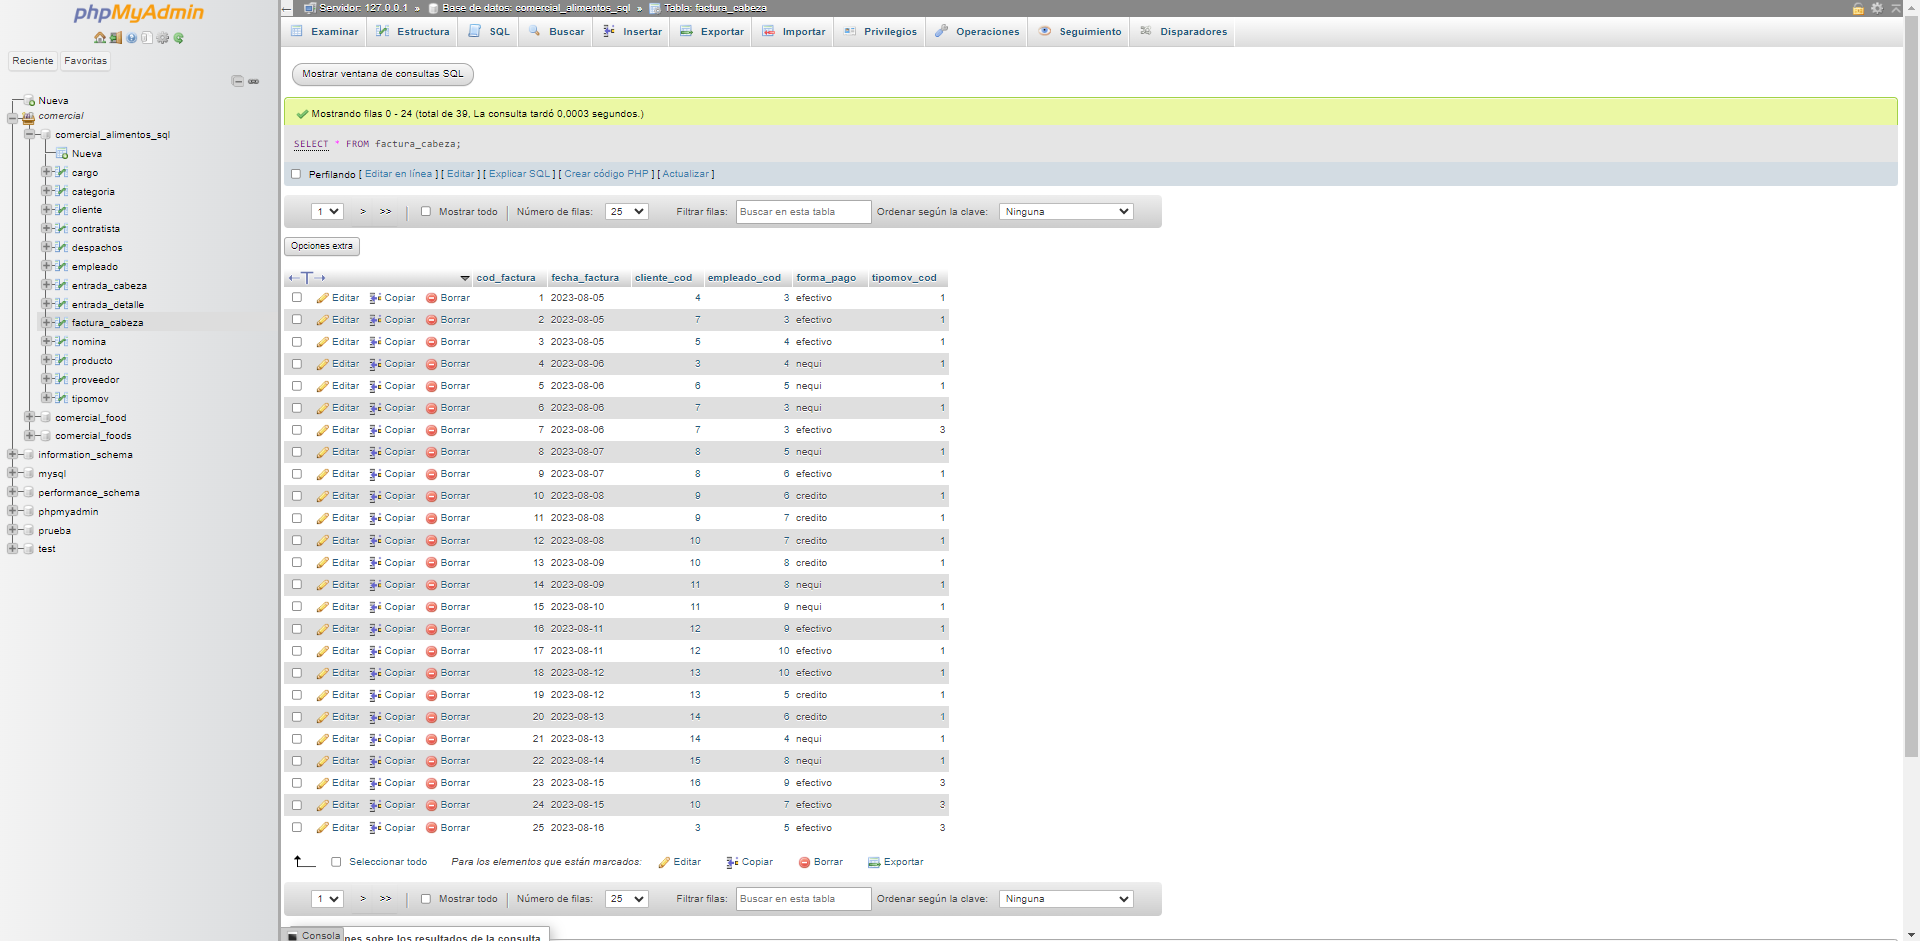 phpMyAdmin
Reciente Favoritas
Nueva
comercial
comercial_alimentos_sql
Nueva
cargo
categoria
cliente
contratista
despachos
empleado
entrada_cabeza
entrada_detalle
factura_cabeza
nomina
producto
proveedor
tipomov
comercial_food
comercial_foods
information_schema
mysql
performance_schema
phpmyadmin
prueba
test
Servidor: 127.0.0.1 » Base de datos: comercial_alimentos_sql » Tabla: factura_cabeza
Examinar Estructura SQL Buscar Insertar Exportar Importar Privilegios Operaciones Seguimiento Disparadores
Mostrar ventana de consultas SQL
Mostrando filas 0 - 24 (total de 39, La consulta tardó 0,0003 segundos.)
SELECT * FROM factura_cabeza;
Perfilando [ Editar en línea ] [ Editar ] [ Explicar SQL ] [ Crear código PHP ] [ Actualizar ]
1 > >> Mostrar todo Número de filas: 25 Filtrar filas: Buscar en esta tabla Ordenar según la clave: Ninguna
Opciones extra
cod_factura fecha_factura cliente_cod empleado_cod forma_pago tipomov_cod
Editar Copiar Borrar 1 2023-08-05 4 3 efectivo 1
Editar Copiar Borrar 2 2023-08-05 7 3 efectivo 1
Editar Copiar Borrar 3 2023-08-05 5 4 efectivo 1
Editar Copiar Borrar 4 2023-08-06 3 4 nequi 1
Editar Copiar Borrar 5 2023-08-06 6 5 nequi 1
Editar Copiar Borrar 6 2023-08-06 7 3 nequi 1
Editar Copiar Borrar 7 2023-08-06 7 3 efectivo 3
Editar Copiar Borrar 8 2023-08-07 8 5 nequi 1
Editar Copiar Borrar 9 2023-08-07 8 6 efectivo 1
Editar Copiar Borrar 10 2023-08-08 9 6 credito 1
Editar Copiar Borrar 11 2023-08-08 9 7 credito 1
Editar Copiar Borrar 12 2023-08-08 10 7 credito 1
Editar Copiar Borrar 13 2023-08-09 10 8 credito 1
Editar Copiar Borrar 14 2023-08-09 11 8 nequi 1
Editar Copiar Borrar 15 2023-08-10 11 9 nequi 1
Editar Copiar Borrar 16 2023-08-11 12 9 efectivo 1
Editar Copiar Borrar 17 2023-08-11 12 10 efectivo 1
Editar Copiar Borrar 18 2023-08-12 13 10 efectivo 1
Editar Copiar Borrar 19 2023-08-12 13 5 credito 1
Editar Copiar Borrar 20 2023-08-13 14 6 credito 1
Editar Copiar Borrar 21 2023-08-13 14 4 nequi 1
Editar Copiar Borrar 22 2023-08-14 15 8 nequi 1
Editar Copiar Borrar 23 2023-08-15 16 9 efectivo 3
Editar Copiar Borrar 24 2023-08-15 10 7 efectivo 3
Editar Copiar Borrar 25 2023-08-16 3 5 efectivo 3
Seleccionar todo Para los elementos que están marcados: Editar Copiar Borrar Exportar
1 > >> Mostrar todo Número de filas: 25 Filtrar filas: Buscar en esta tabla Ordenar según la clave: Ninguna
Consola nes sobre los resultados de la consulta